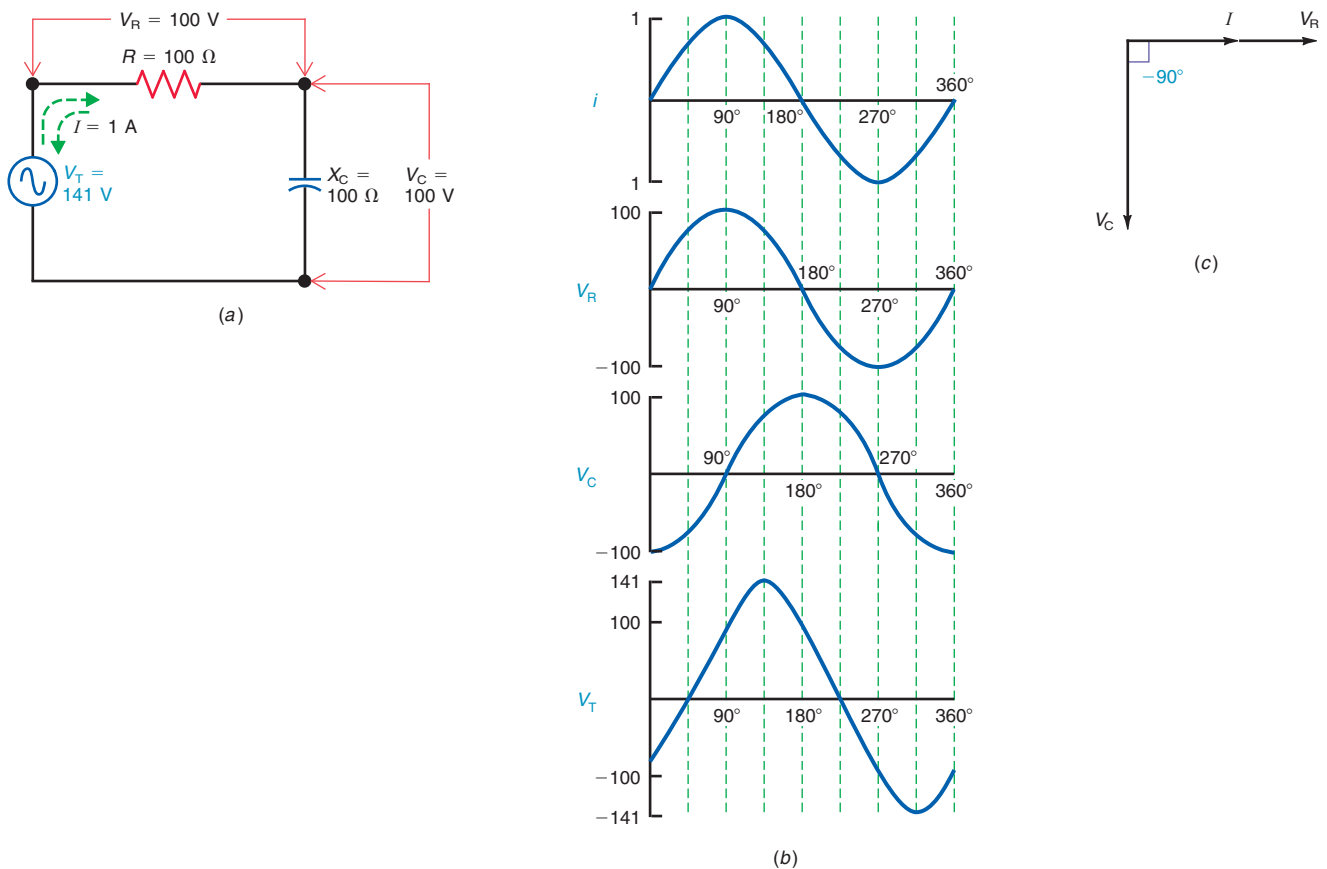 V_R = 100 V
R = 100 Ω
I = 1 A
V_T =
141 V
X_C =
100 Ω
V_C =
100 V
(a)
1
i
90°
180°
270°
360°
1
100
V_R
90°
180°
270°
360°
−100
100
V_C
90°
180°
270°
360°
−100
141
100
V_T
90°
180°
270°
360°
−100
−141
(b)
I
V_R
−90°
V_C
(c)